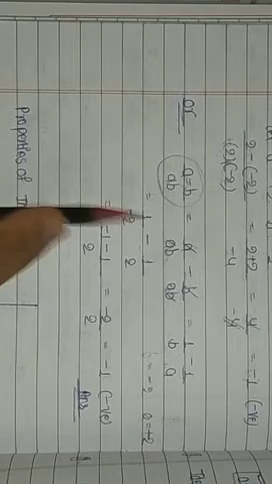 2-(-2)/(2)(-2) = 2+2/-4 = 4/-4 = -1 (-ve)
or
a-b/ab = a/ab - b/ab = 1/b - 1/a
= 1/-2 - 1/2
b = -2, a = +2
= -1-1/2 = -2/2 = -1 (-ve)
Ans
Properties of